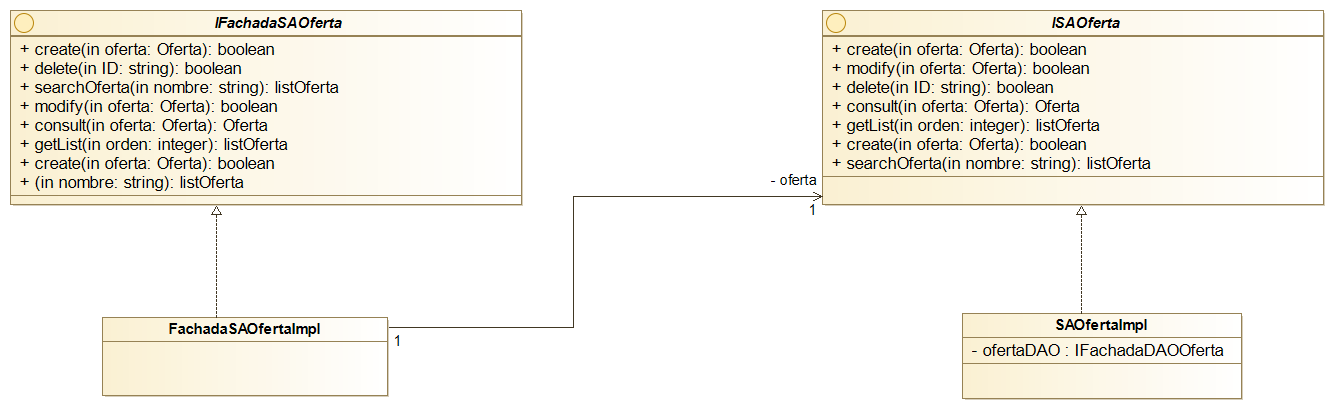 IFachadaSAOferta
+ create(in oferta: Oferta): boolean
+ delete(in ID: string): boolean
+ searchOferta(in nombre: string): listOferta
+ modify(in oferta: Oferta): boolean
+ consult(in oferta: Oferta): Oferta
+ getList(in orden: integer): listOferta
+ create(in oferta: Oferta): boolean
+ (in nombre: string): listOferta
ISAOferta
+ create(in oferta: Oferta): boolean
+ modify(in oferta: Oferta): boolean
+ delete(in ID: string): boolean
+ consult(in oferta: Oferta): Oferta
+ getList(in orden: integer): listOferta
+ create(in oferta: Oferta): boolean
+ searchOferta(in nombre: string): listOferta
- oferta
1
FachadaSAOfertaImpl
1
SAOfertaImpl
- ofertaDAO : IFachadaDAOOferta